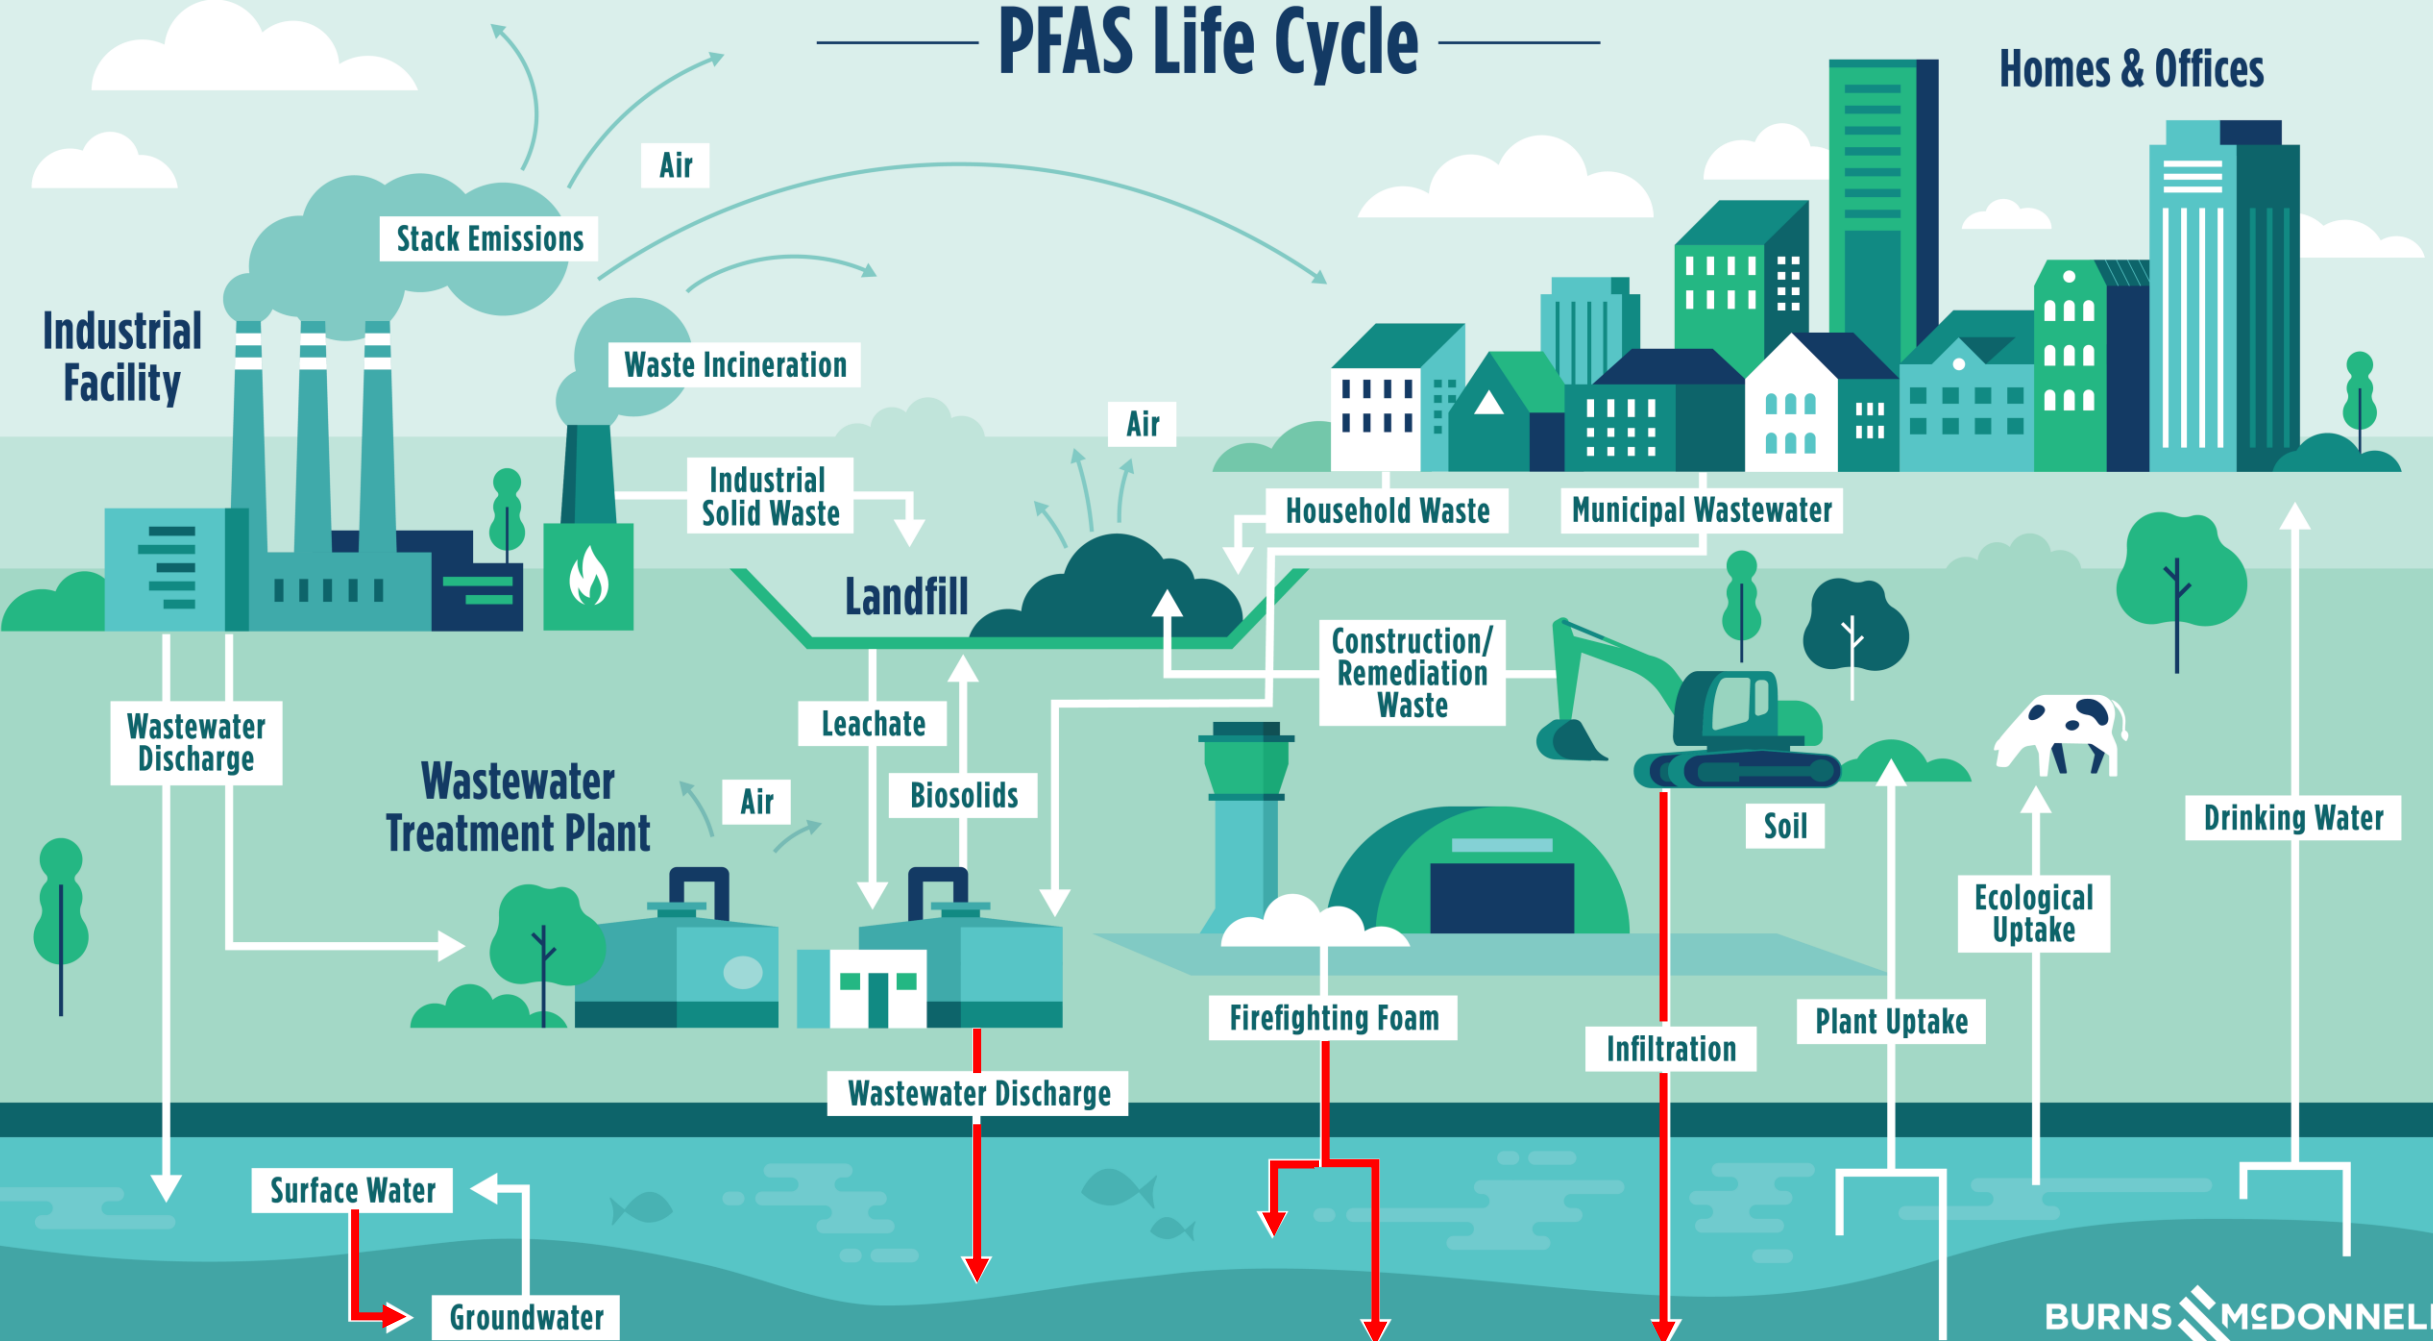 PFAS Life Cycle
Homes & Offices
Air
Stack Emissions
Industrial
Facility
Waste Incineration
Air
Industrial
Solid Waste
Household Waste
Municipal Wastewater
Landfill
Construction/
Remediation
Waste
Wastewater
Discharge
Leachate
Wastewater
Treatment Plant
Air
Biosolids
Soil
Drinking Water
Ecological
Uptake
Firefighting Foam
Infiltration
Plant Uptake
Wastewater Discharge
Surface Water
Groundwater
BURNS McDONNELL